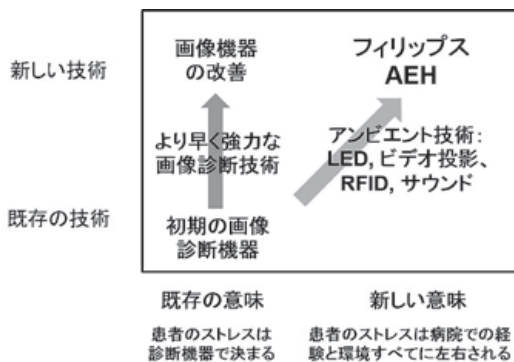 新しい技術
画像機器
の改善
フィリップス
AEH
より早く強力な
画像診断技術
アンビエント技術：
LED, ビデオ投影、
RFID, サウンド
既存の技術
初期の画像
診断機器
既存の意味
患者のストレスは
診断機器で決まる
新しい意味
患者のストレスは病院での経
験と環境すべてに左右される